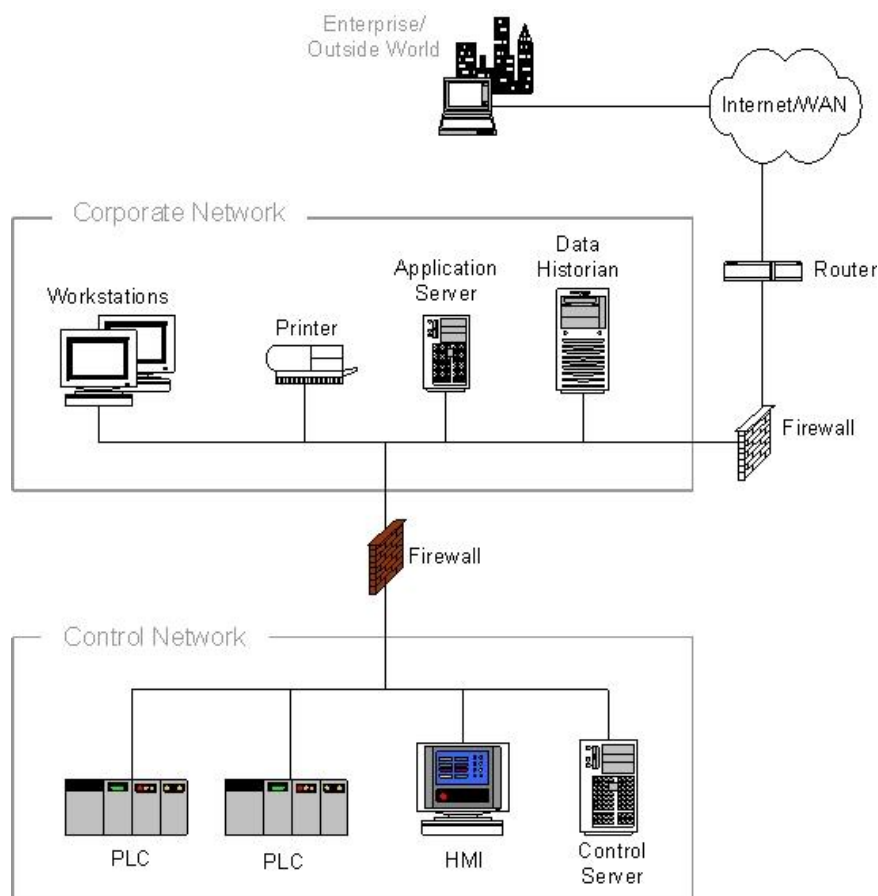 Enterprise/
Outside World
Internet/WAN
Corporate Network
Workstations
Printer
Application
Server
Data
Historian
Router
Firewall
Firewall
Control Network
PLC
PLC
HMI
Control
Server